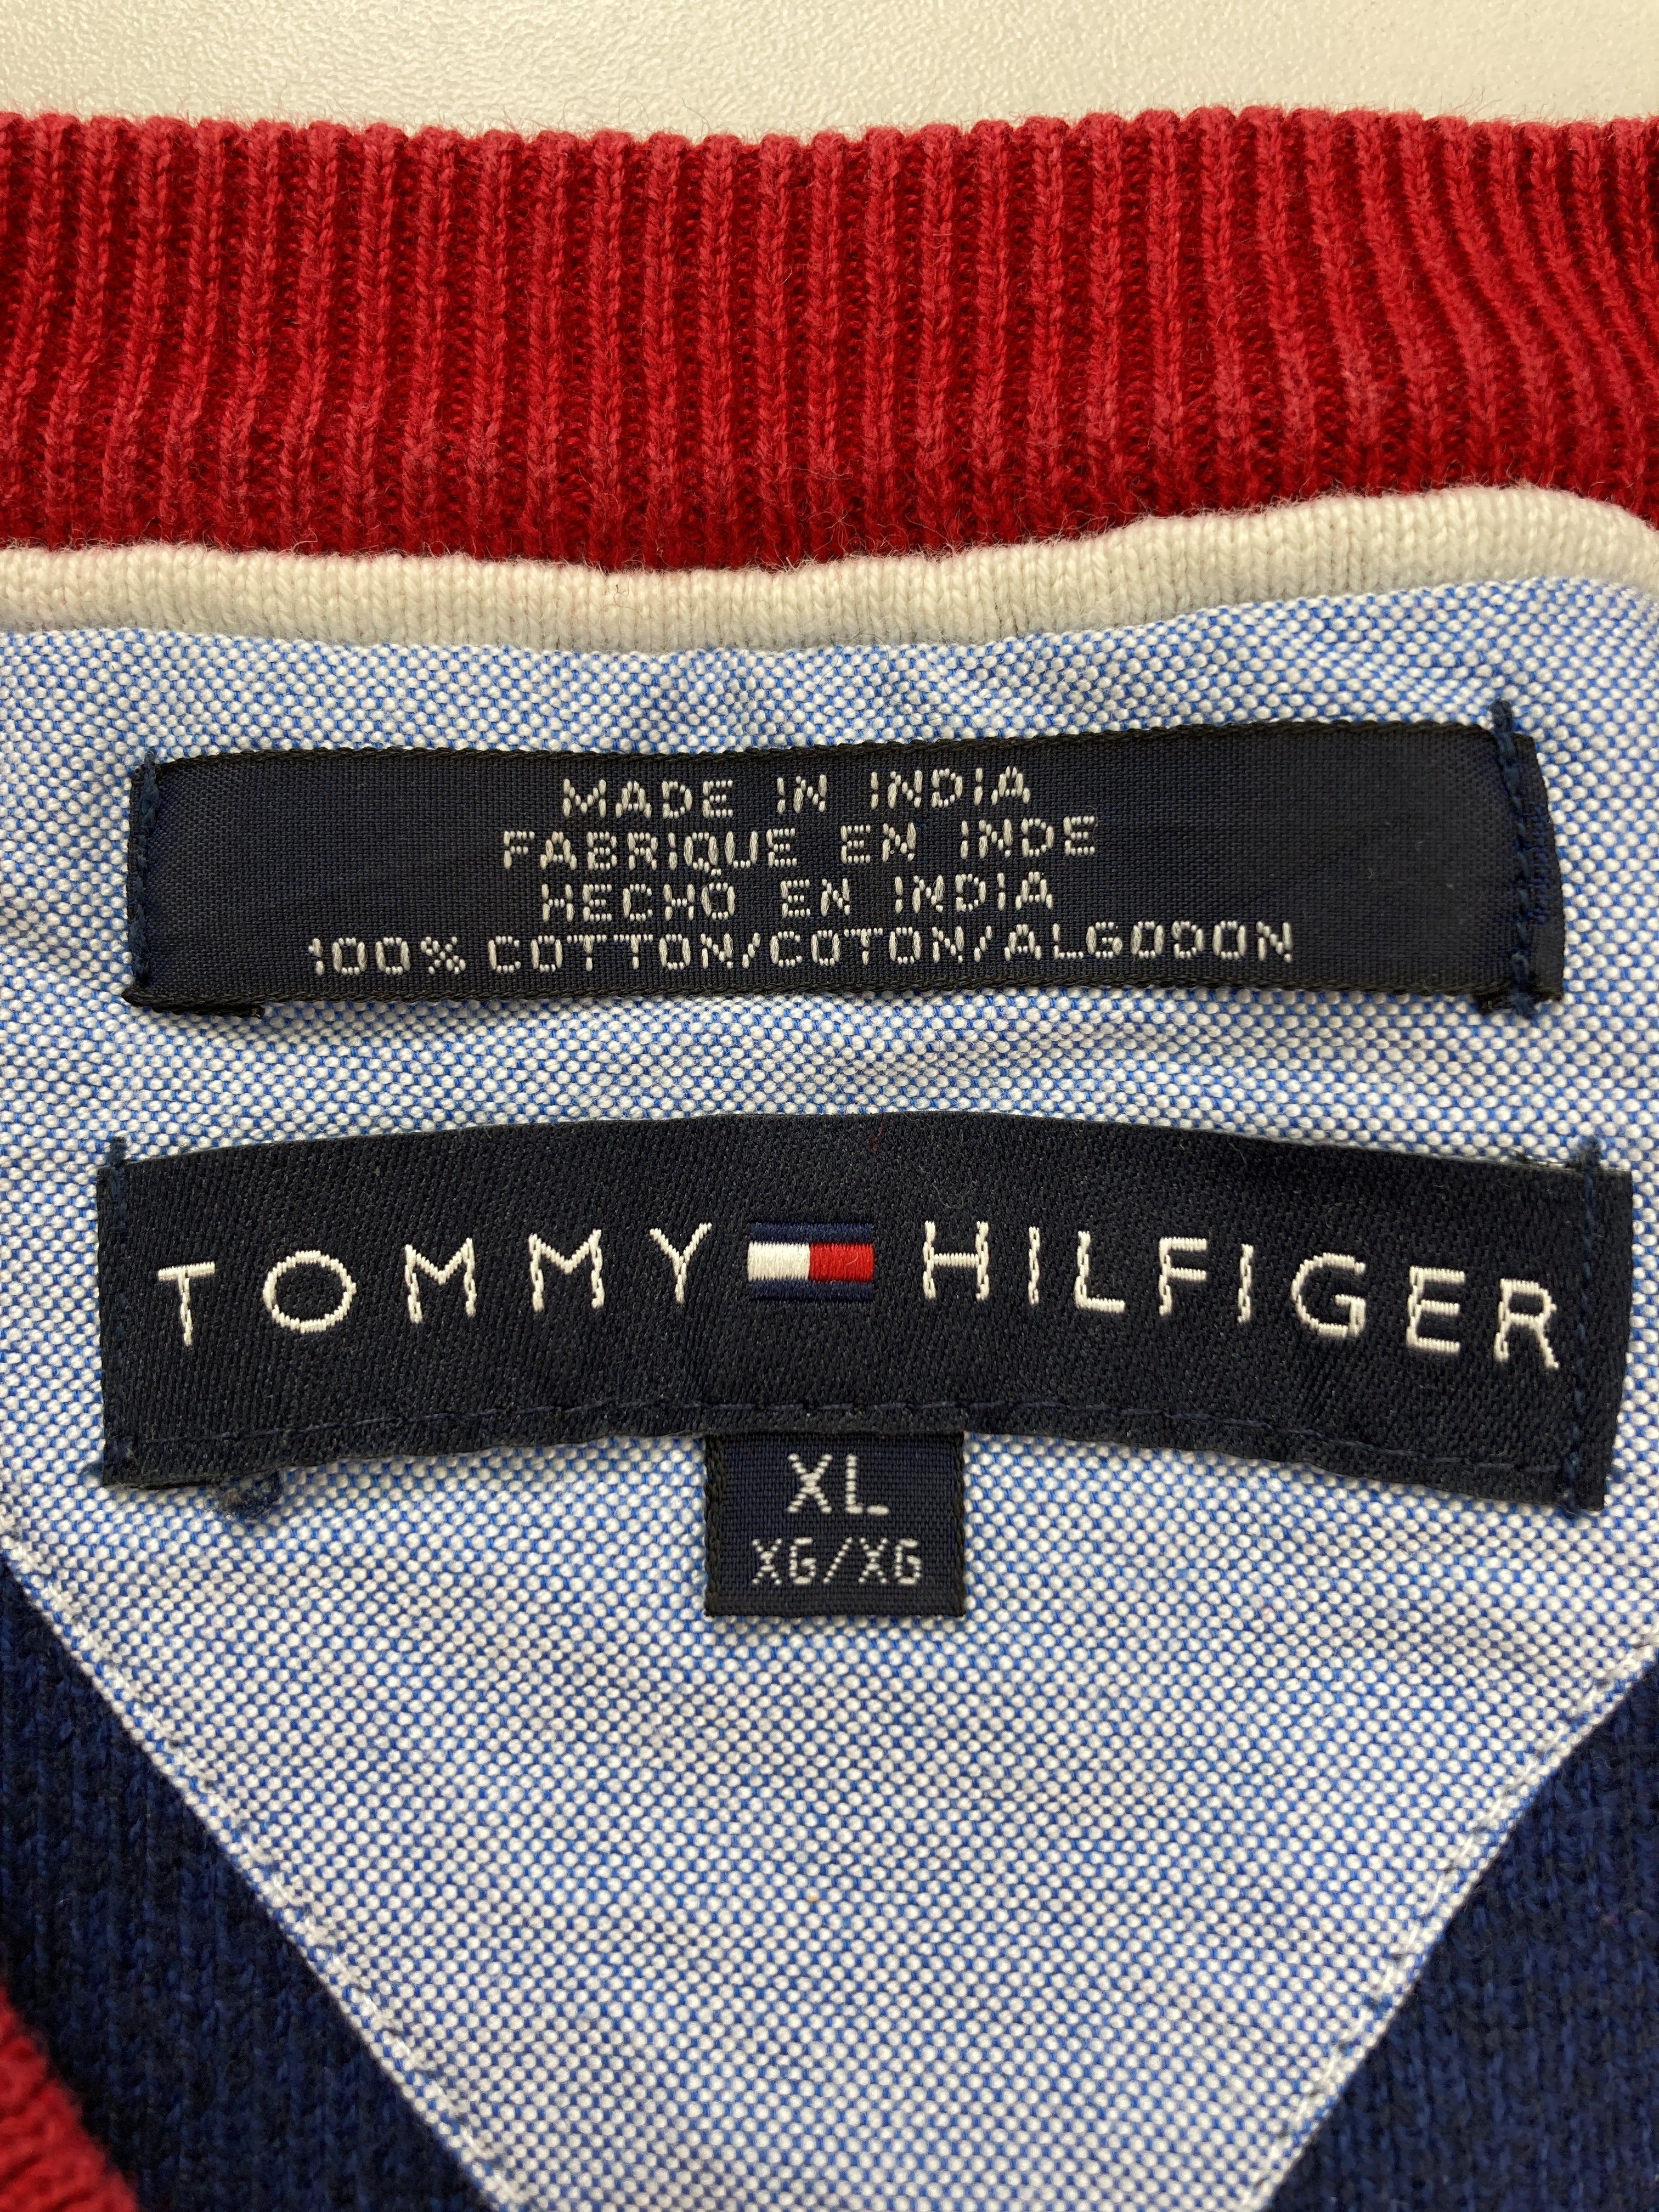 MADE IN INDIA
FABRIQUE EN INDE
HECHO EN INDIA
100% COTTON/COTON/ALGODON
TOMMY HILFIGER
XL
XG/XG